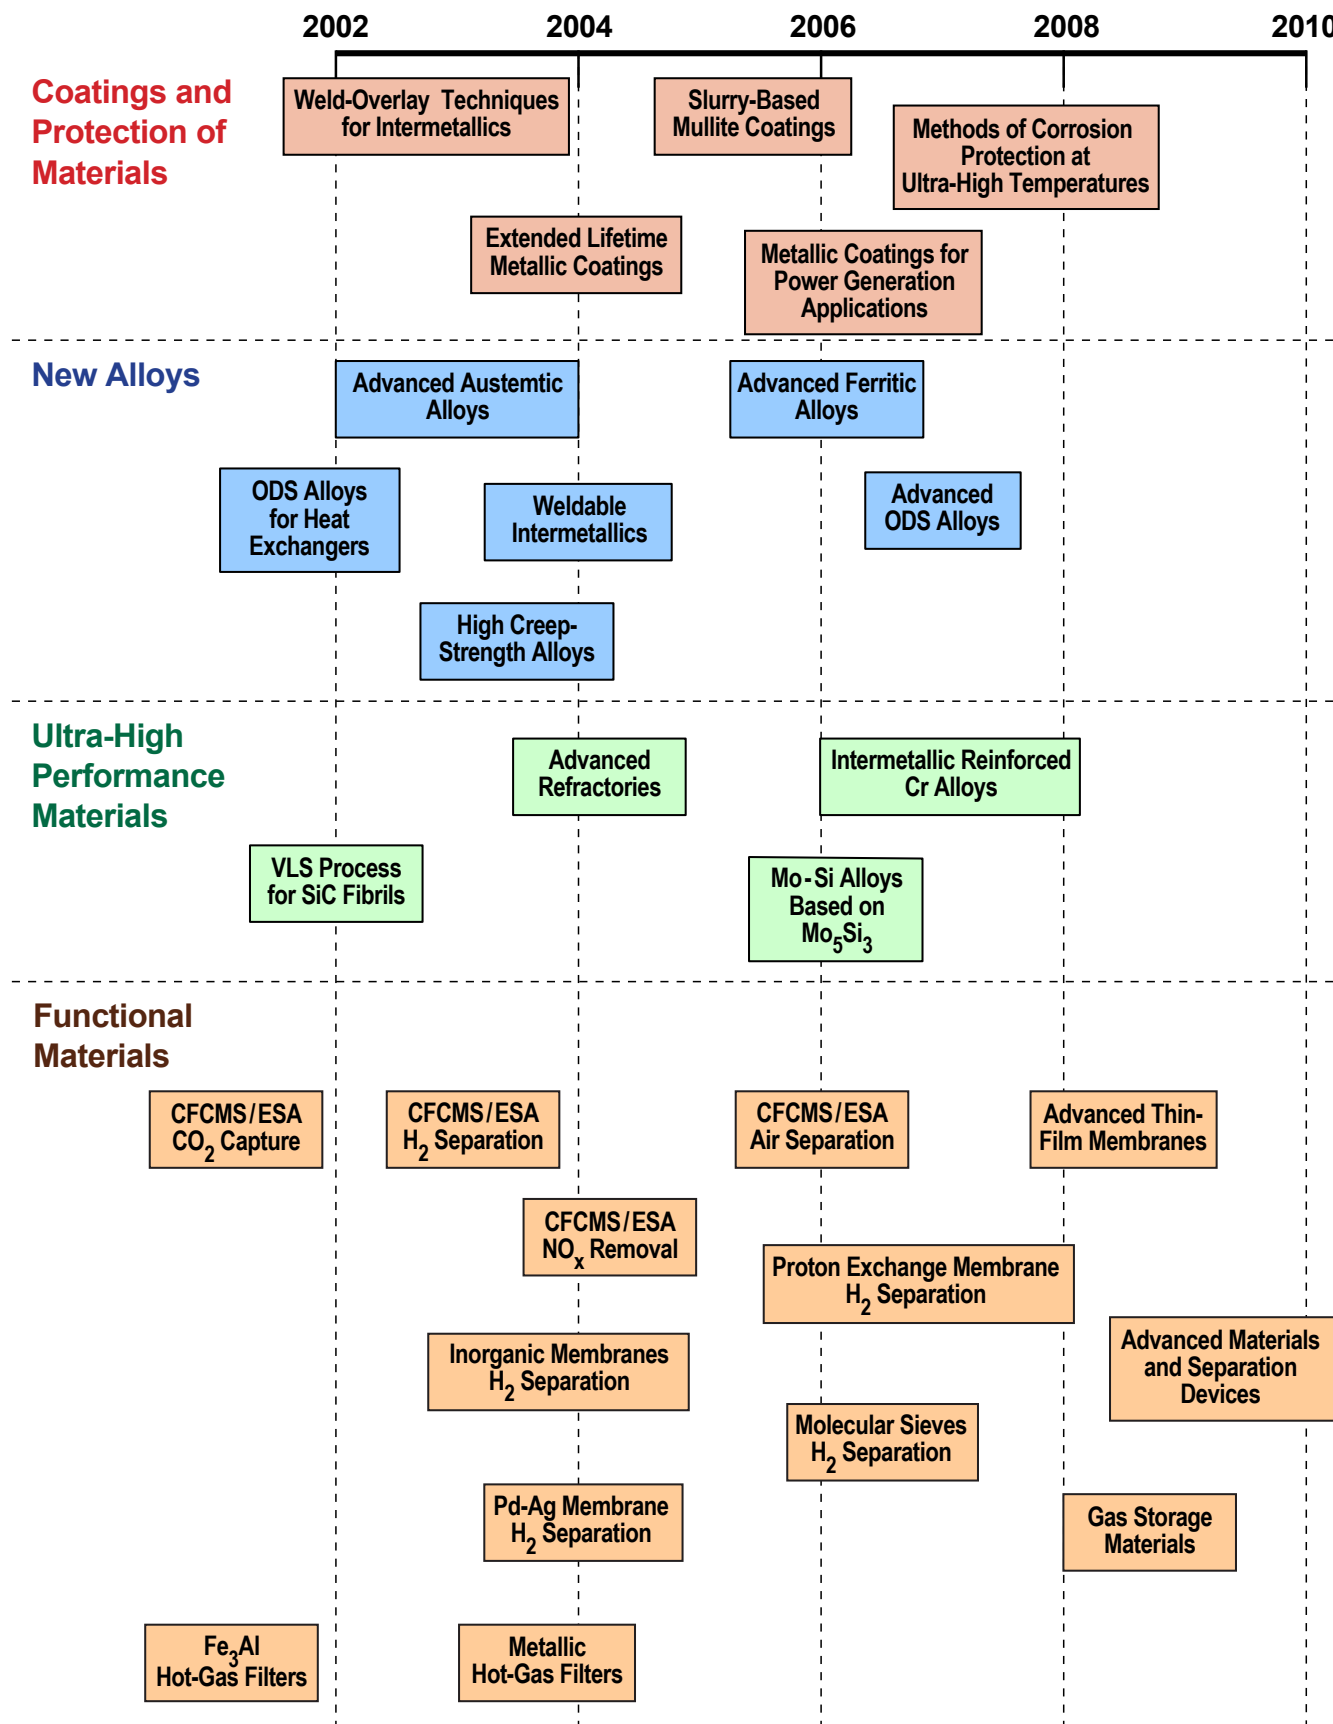 2002 2004 2006 2008 2010
Coatings and
Protection of
Materials
Weld-Overlay Techniques
for Intermetallics
Slurry-Based
Mullite Coatings
Methods of Corrosion
Protection at
Ultra-High Temperatures
Extended Lifetime
Metallic Coatings
Metallic Coatings for
Power Generation
Applications
New Alloys
Advanced Austemtic
Alloys
Advanced Ferritic
Alloys
ODS Alloys
for Heat
Exchangers
Weldable
Intermetallics
Advanced
ODS Alloys
High Creep-
Strength Alloys
Ultra-High
Performance
Materials
Advanced
Refractories
Intermetallic Reinforced
Cr Alloys
VLS Process
for SiC Fibrils
Mo-Si Alloys
Based on
Mo5Si3
Functional
Materials
CFCMS/ESA
CO2 Capture
CFCMS/ESA
H2 Separation
CFCMS/ESA
Air Separation
Advanced Thin-
Film Membranes
CFCMS/ESA
NOx Removal
Proton Exchange Membrane
H2 Separation
Inorganic Membranes
H2 Separation
Advanced Materials
and Separation
Devices
Molecular Sieves
H2 Separation
Pd-Ag Membrane
H2 Separation
Gas Storage
Materials
Fe3Al
Hot-Gas Filters
Metallic
Hot-Gas Filters